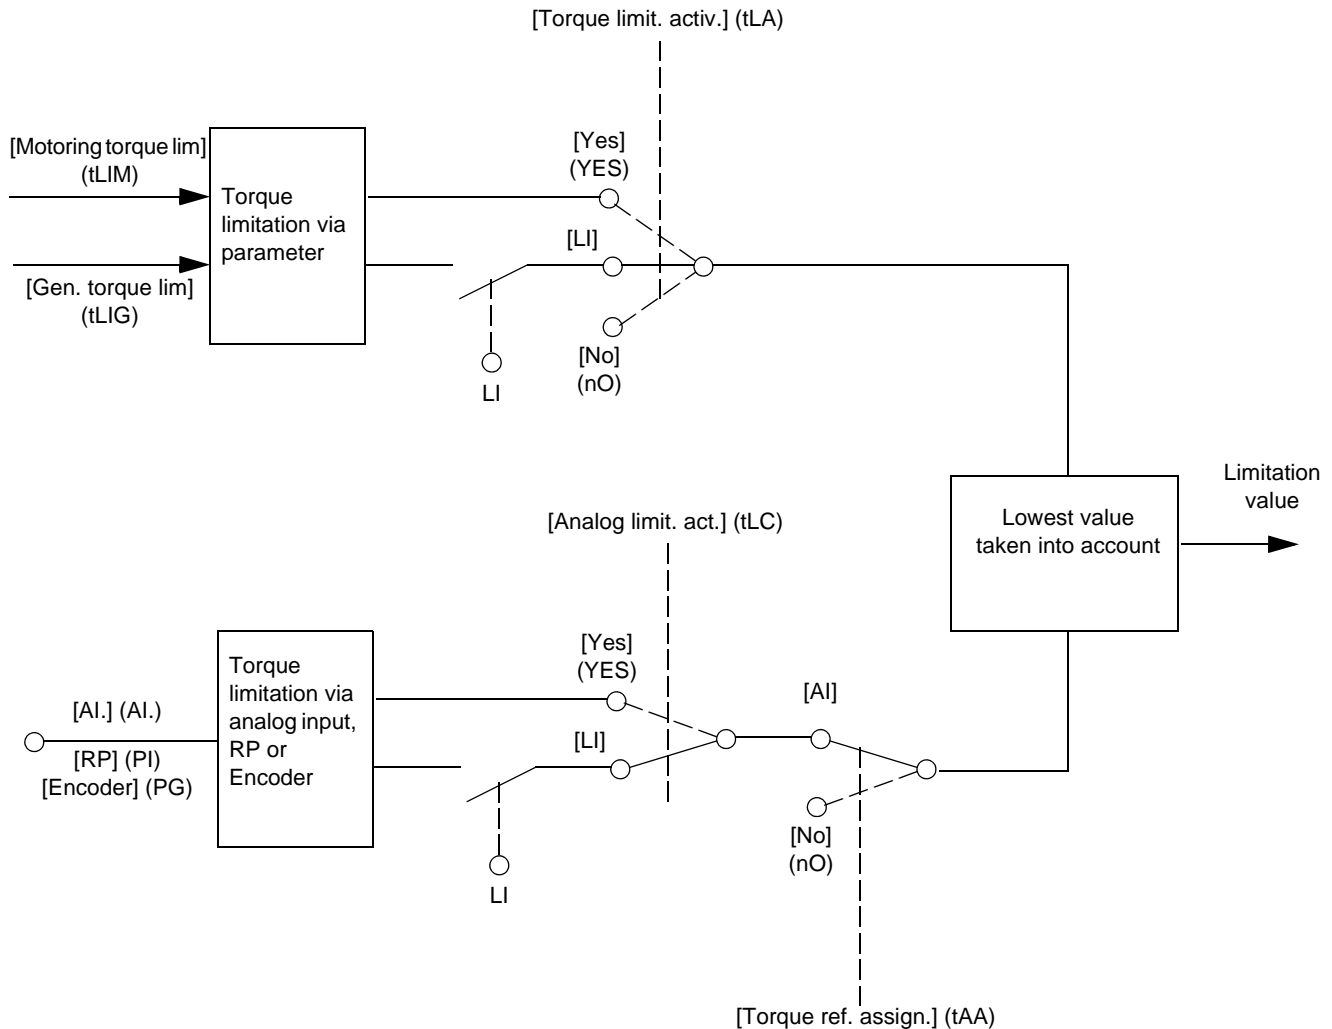 [Torque limit. activ.] (tLA)
[Motoring torque lim]
(tLIM)
[Gen. torque lim]
(tLIG)
Torque
limitation via
parameter
[Yes]
(YES)
[LI]
[No]
(nO)
LI
Limitation
value
Lowest value
taken into account
[Analog limit. act.] (tLC)
[AI.] (AI.)
[RP] (PI)
[Encoder] (PG)
Torque
limitation via
analog input,
RP or
Encoder
[Yes]
(YES)
[LI]
LI
[AI]
[No]
(nO)
[Torque ref. assign.] (tAA)